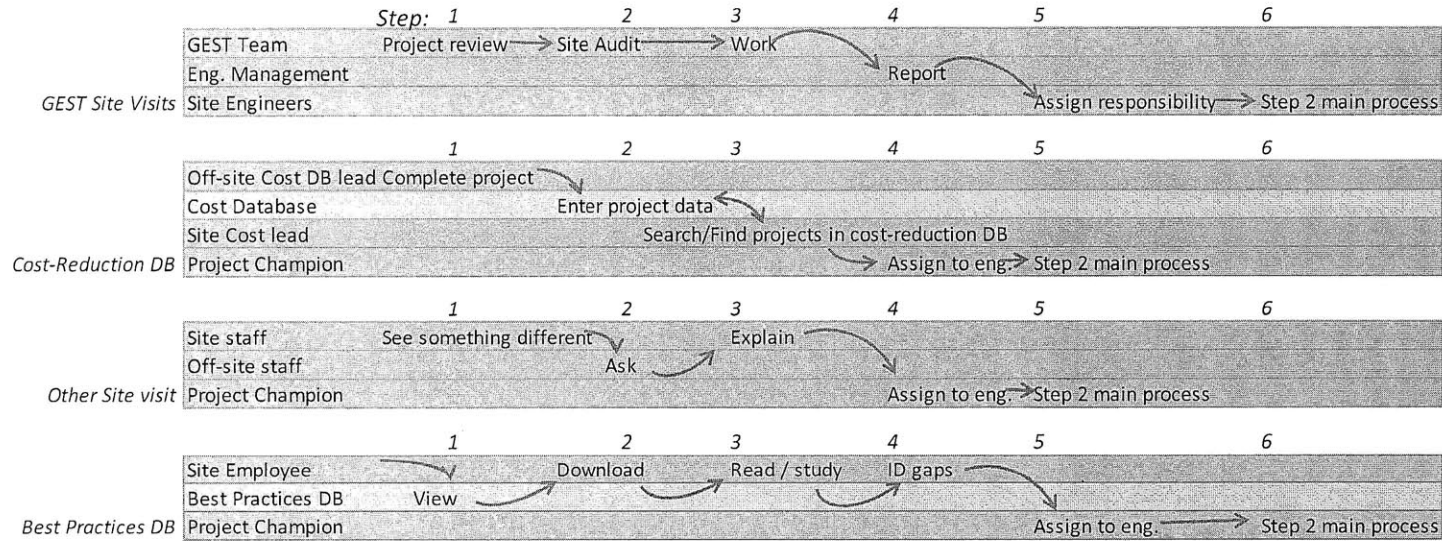 Step: 1 2 3 4 5 6
GEST Team Project review Site Audit Work
Eng. Management Report
GEST Site Visits Site Engineers Assign responsibility Step 2 main process
1 2 3 4 5 6
Off-site Cost DB lead Complete project
Cost Database Enter project data
Site Cost lead Search/Find projects in cost-reduction DB
Cost-Reduction DB Project Champion Assign to eng. Step 2 main process
1 2 3 4 5 6
Site staff See something different Explain
Off-site staff Ask
Other Site visit Project Champion Assign to eng. Step 2 main process
1 2 3 4 5 6
Site Employee Download Read / study ID gaps
Best Practices DB View
Best Practices DB Project Champion Assign to eng. Step 2 main process